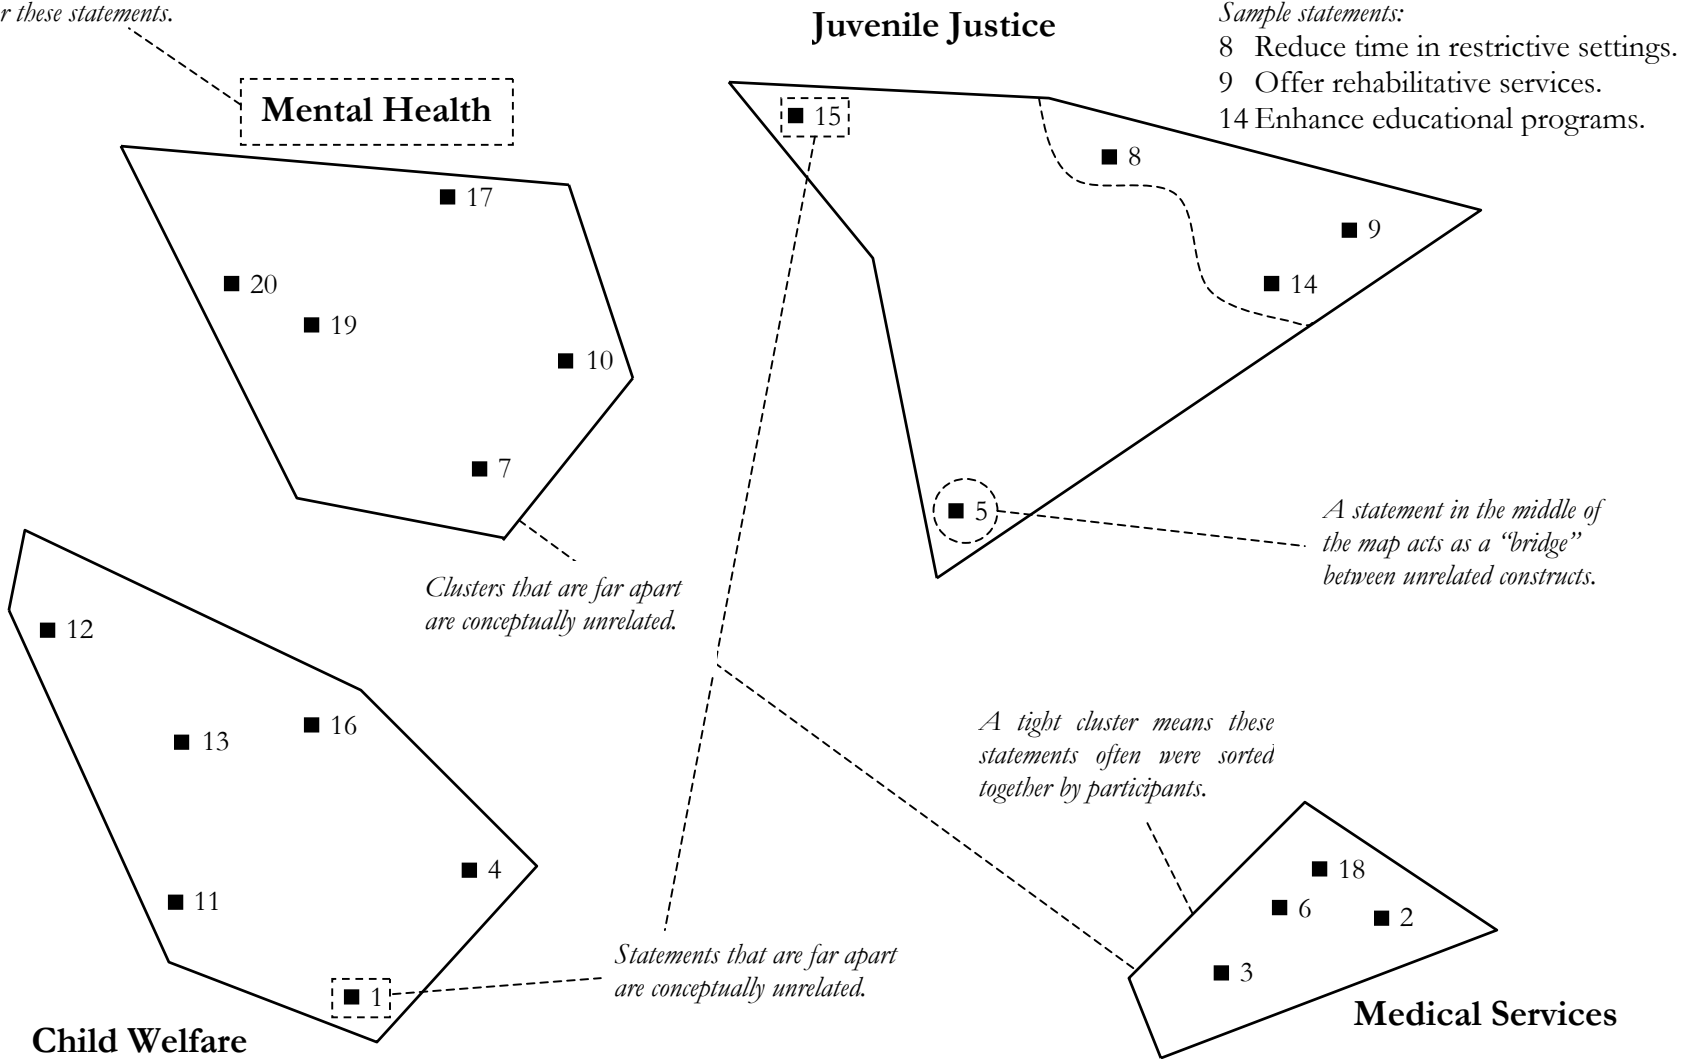 r these statements.
Juvenile Justice
Sample statements:
8 Reduce time in restrictive settings.
9 Offer rehabilitative services.
14 Enhance educational programs.
Mental Health
15
8
17
9
20
14
19
10
7
5
A statement in the middle of
the map acts as a “bridge”
between unrelated constructs.
Clusters that are far apart
are conceptually unrelated.
12
16
13
A tight cluster means these
statements often were sorted
together by participants.
4
18
11
6
2
Statements that are far apart
are conceptually unrelated.
3
1
Medical Services
Child Welfare